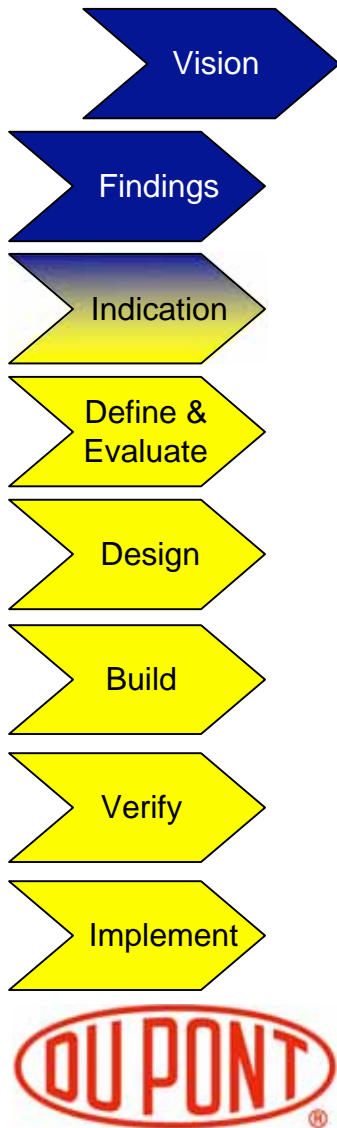 Vision
Findings
Indication
Define &
Evaluate
Design
Build
Verify
Implement
DU PONT
®